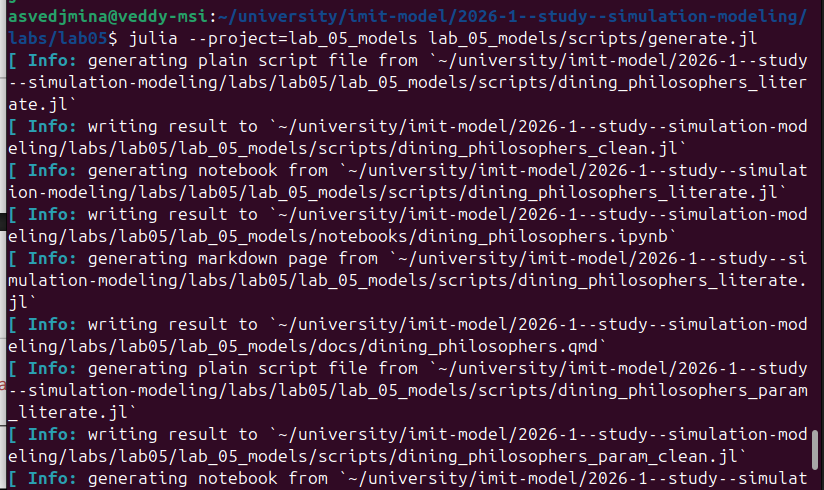 asvedjmina@veddy-msi:~/university/imit-model/2026-1--study--simulation-modeling/
labs/lab05$ julia --project=lab_05_models lab_05_models/scripts/generate.jl
[ Info: generating plain script file from `~/university/imit-model/2026-1--study
--simulation-modeling/labs/lab05/lab_05_models/scripts/dining_philosophers_liter
ate.jl`
[ Info: writing result to `~/university/imit-model/2026-1--study--simulation-mod
eling/labs/lab05/lab_05_models/scripts/dining_philosophers_clean.jl`
[ Info: generating notebook from `~/university/imit-model/2026-1--study--simulat
ion-modeling/labs/lab05/lab_05_models/scripts/dining_philosophers_literate.jl`
[ Info: writing result to `~/university/imit-model/2026-1--study--simulation-mod
eling/labs/lab05/lab_05_models/notebooks/dining_philosophers.ipynb`
[ Info: generating markdown page from `~/university/imit-model/2026-1--study--si
mulation-modeling/labs/lab05/lab_05_models/scripts/dining_philosophers_literate.
jl`
[ Info: writing result to `~/university/imit-model/2026-1--study--simulation-mod
eling/labs/lab05/lab_05_models/docs/dining_philosophers.qmd`
[ Info: generating plain script file from `~/university/imit-model/2026-1--study
--simulation-modeling/labs/lab05/lab_05_models/scripts/dining_philosophers_param
_literate.jl`
[ Info: writing result to `~/university/imit-model/2026-1--study--simulation-mod
eling/labs/lab05/lab_05_models/scripts/dining_philosophers_param_clean.jl`
[ Info: generating notebook from `~/university/imit-model/2026-1--study--simulat